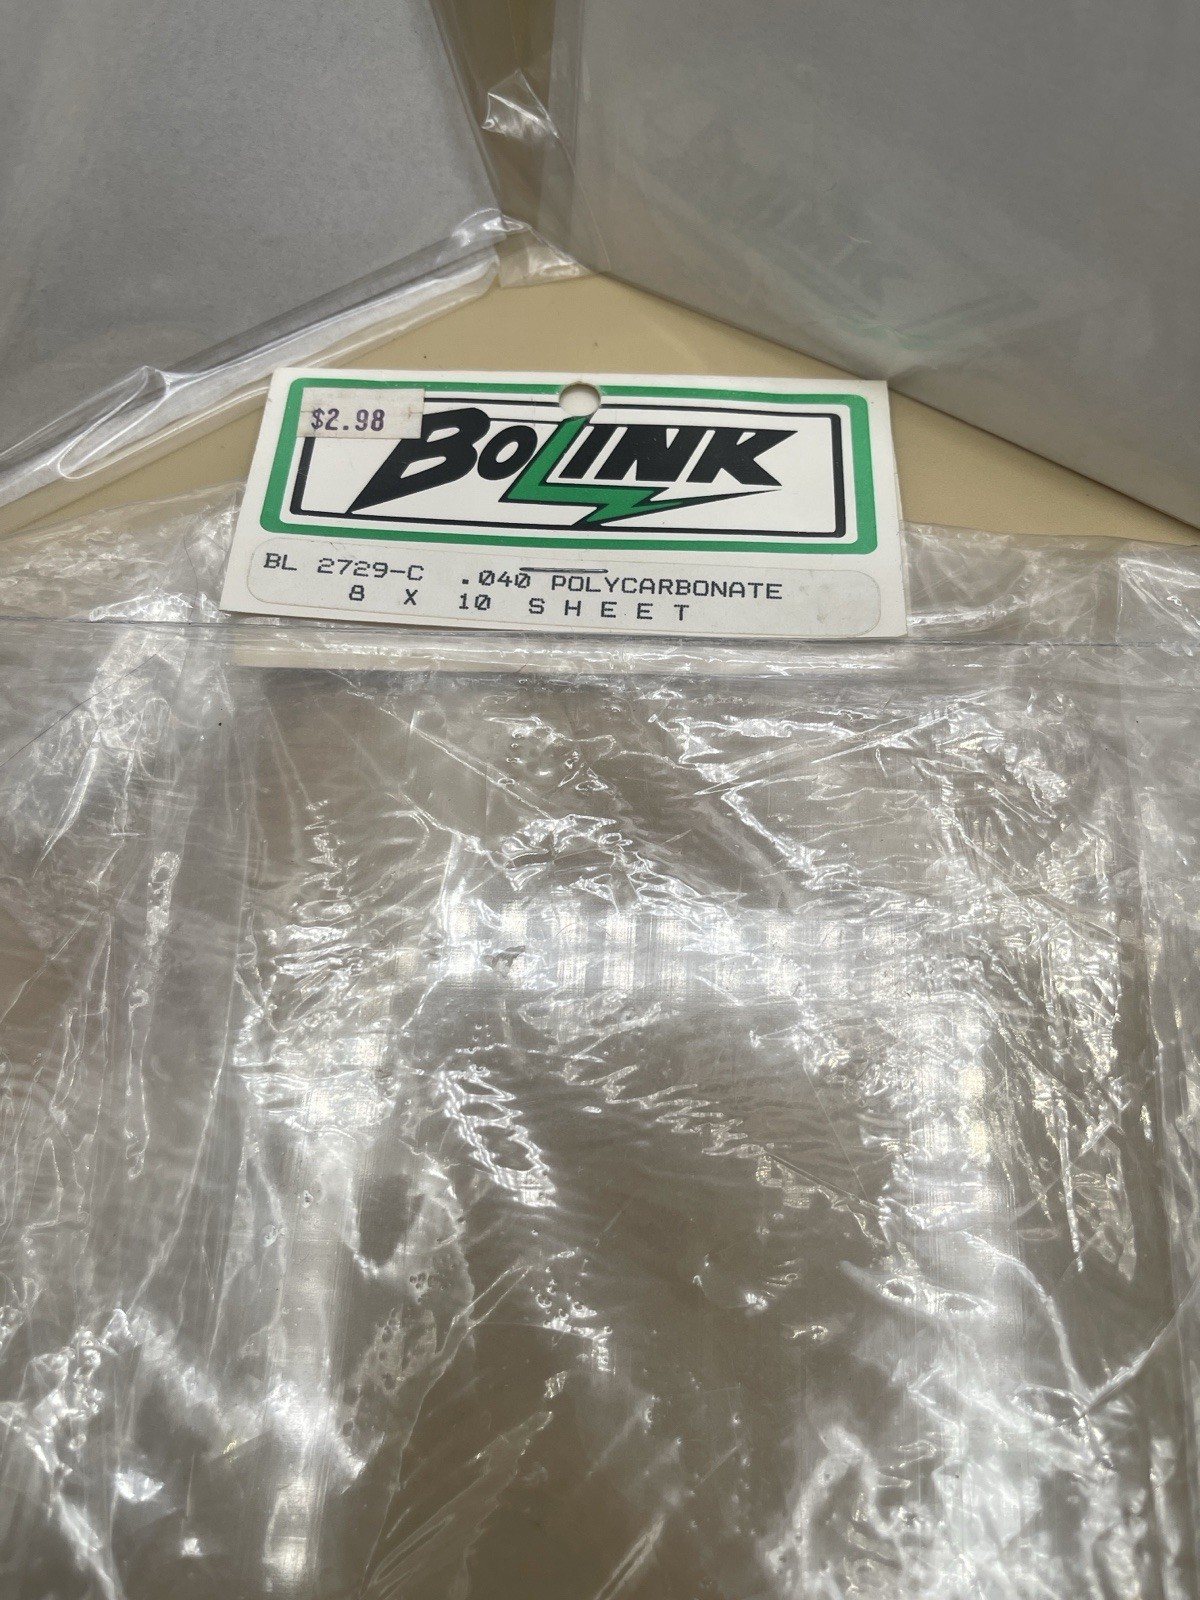 $2.98
BOLINK
BL 2729-C .040 POLYCARBONATE
8 X 10 SHEET